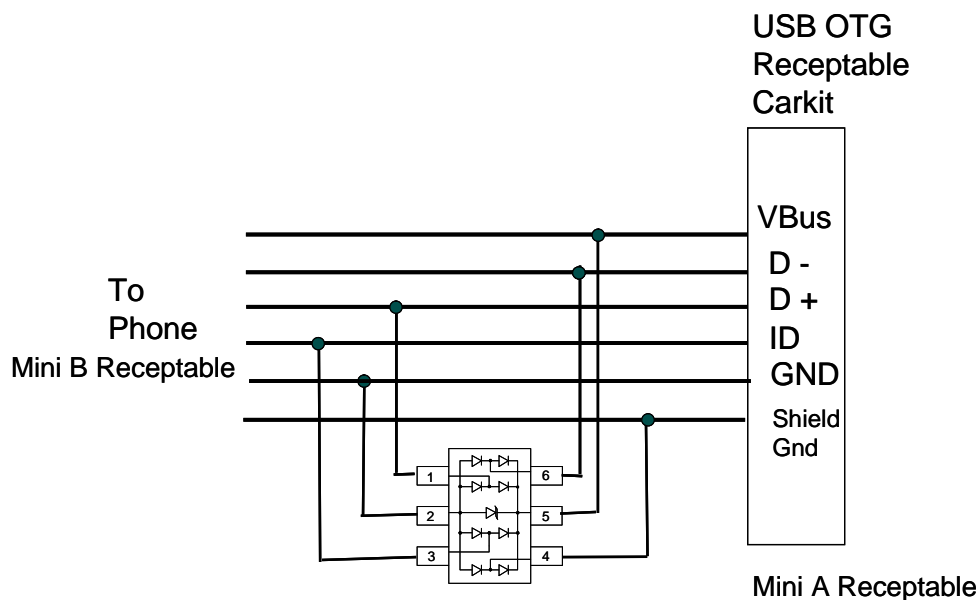 USB OTG
Receptable
Carkit
VBus
D -
D +
ID
GND
Shield
Gnd
To
Phone
Mini B Receptable
1
2
3
6
5
4
Mini A Receptable